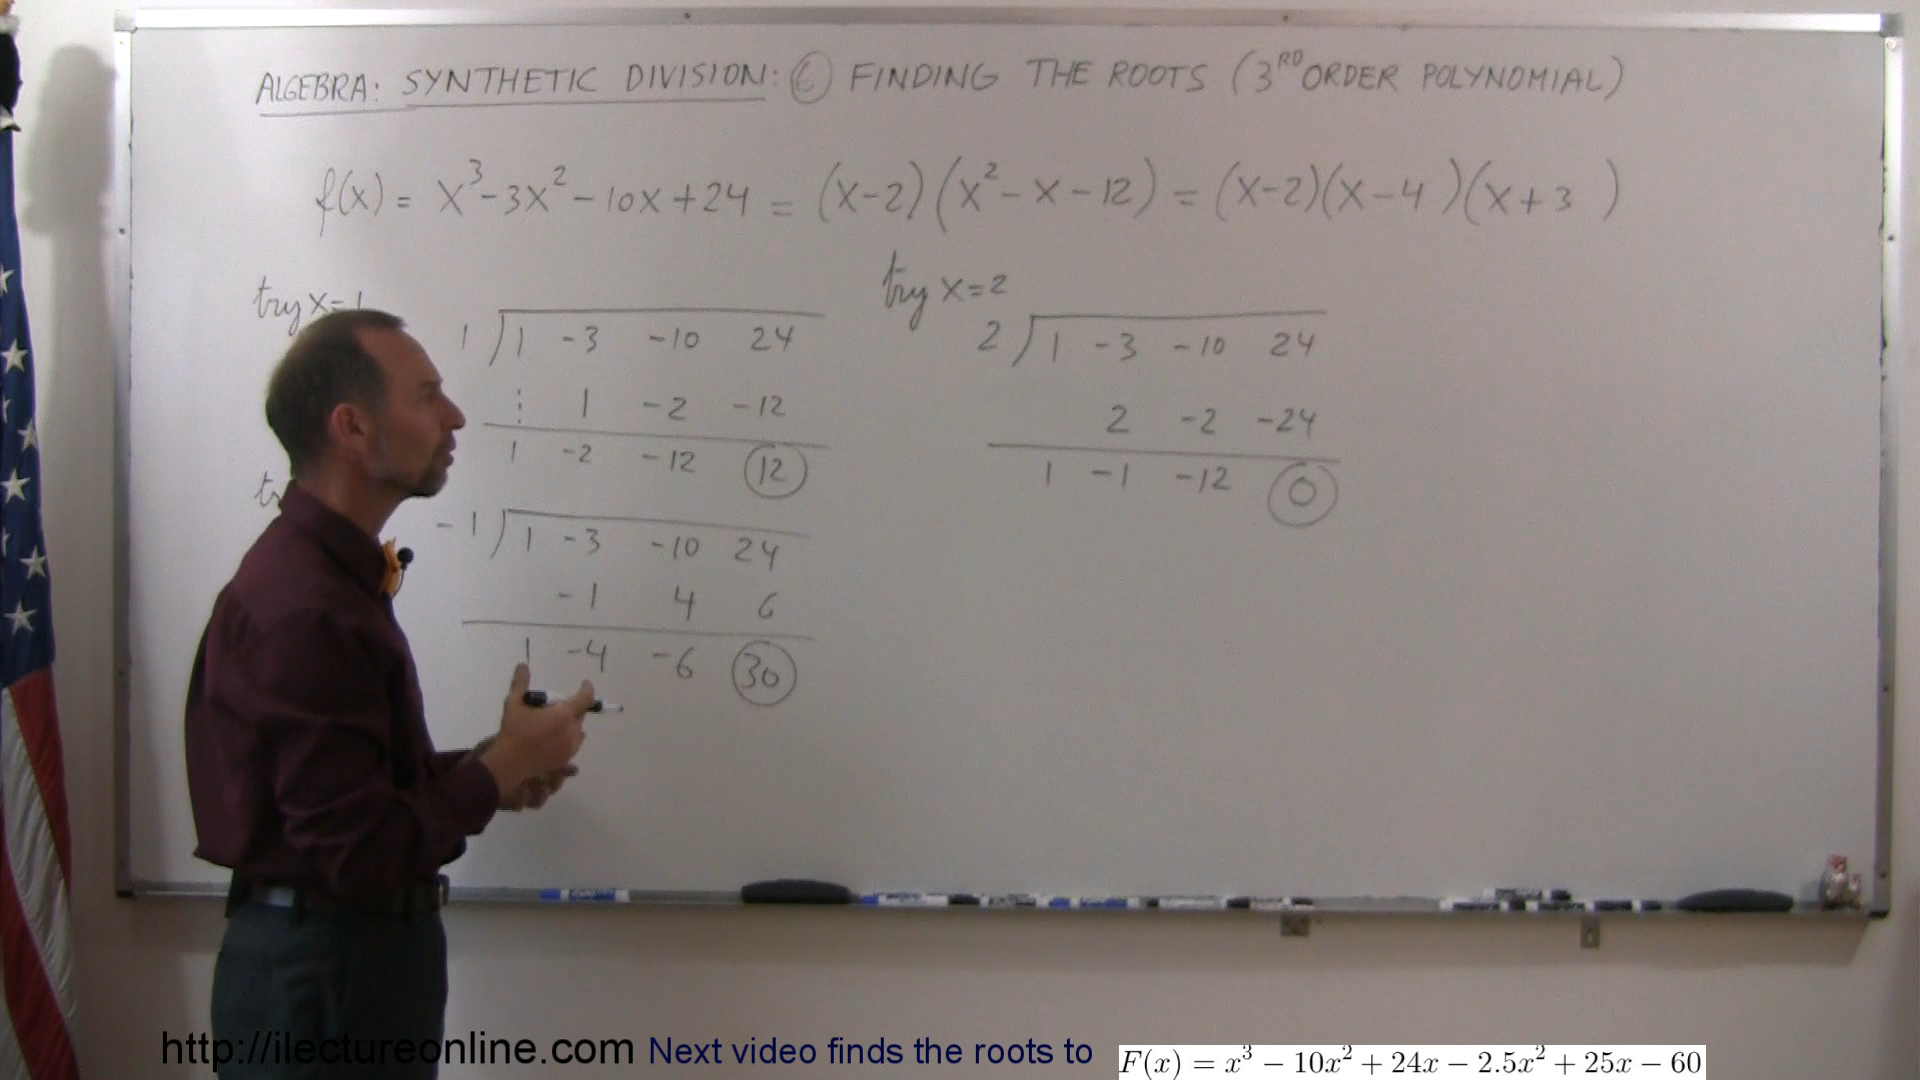 ALGEBRA: SYNTHETIC DIVISION: 6 FINDING THE ROOTS (3RD ORDER POLYNOMIAL)
f(x) = x³-3x²-10x+24 = (x-2)(x²-x-12) = (x-2)(x-4)(x+3)
try x=1
1 ) 1 -3 -10 24
⋮ 1 -2 -12
1 -2 -12 12
-1 ) 1 -3 -10 24
-1 4 6
1 -4 -6 30
try x=2
2 ) 1 -3 -10 24
2 -2 -24
1 -1 -12 0
http://ilectureonline.com Next video finds the roots to F(x) = x³ − 10x² + 24x − 2.5x² + 25x − 60